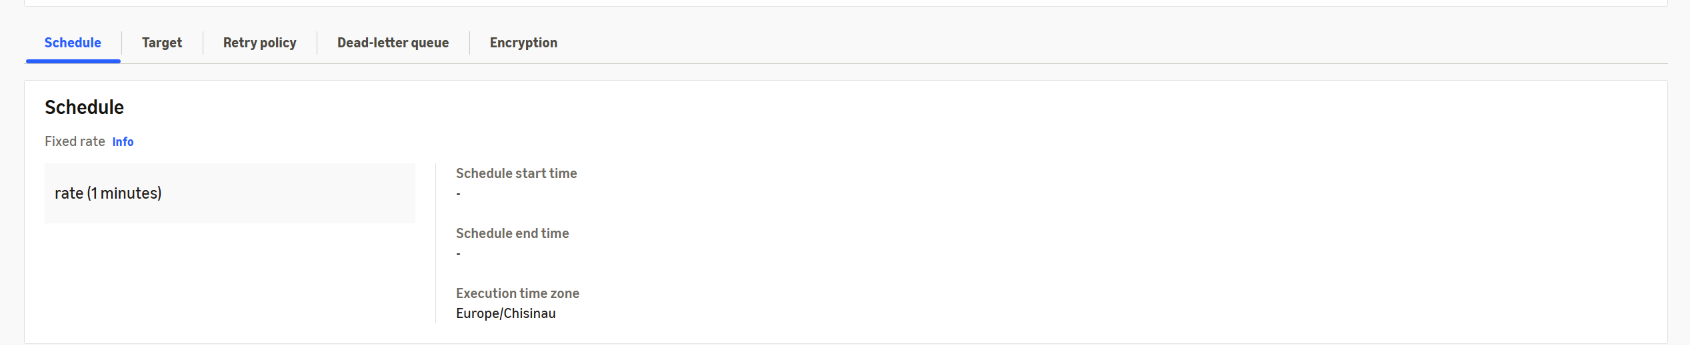 Schedule
Target
Retry policy
Dead-letter queue
Encryption
Schedule
Fixed rate Info
rate (1 minutes)
Schedule start time
-
Schedule end time
-
Execution time zone
Europe/Chisinau